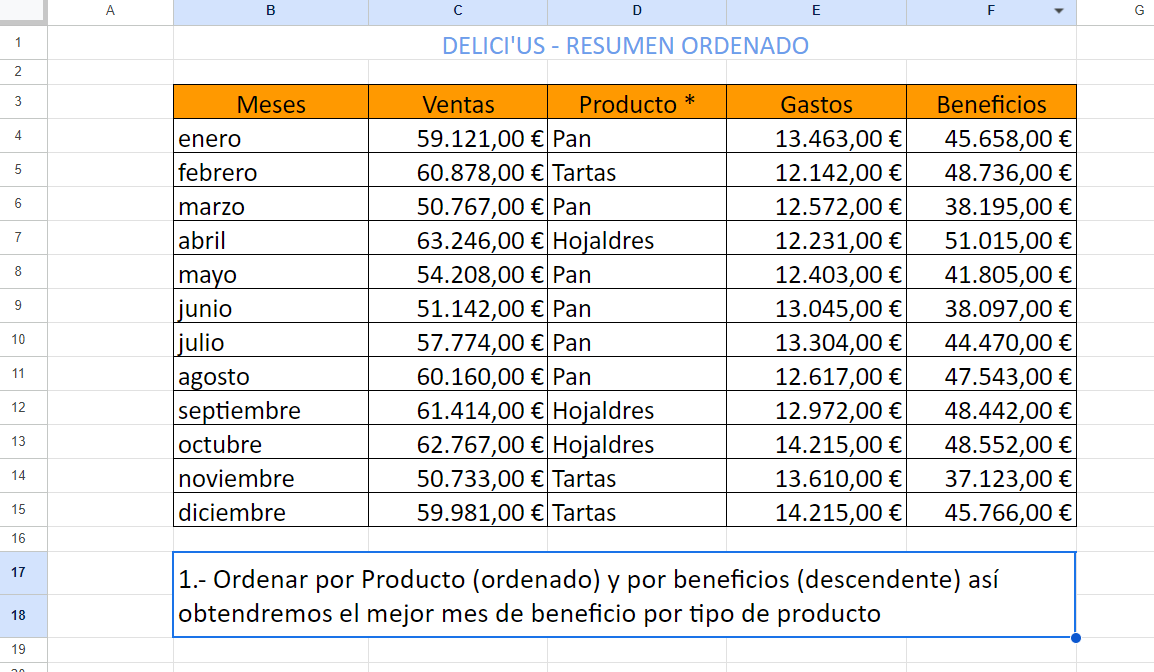 A B C D E F G
1 DELICI'US - RESUMEN ORDENADO
2
3 Meses Ventas Producto * Gastos Beneficios
4 enero 59.121,00 € Pan 13.463,00 € 45.658,00 €
5 febrero 60.878,00 € Tartas 12.142,00 € 48.736,00 €
6 marzo 50.767,00 € Pan 12.572,00 € 38.195,00 €
7 abril 63.246,00 € Hojaldres 12.231,00 € 51.015,00 €
8 mayo 54.208,00 € Pan 12.403,00 € 41.805,00 €
9 junio 51.142,00 € Pan 13.045,00 € 38.097,00 €
10 julio 57.774,00 € Pan 13.304,00 € 44.470,00 €
11 agosto 60.160,00 € Pan 12.617,00 € 47.543,00 €
12 septiembre 61.414,00 € Hojaldres 12.972,00 € 48.442,00 €
13 octubre 62.767,00 € Hojaldres 14.215,00 € 48.552,00 €
14 noviembre 50.733,00 € Tartas 13.610,00 € 37.123,00 €
15 diciembre 59.981,00 € Tartas 14.215,00 € 45.766,00 €
16
17 1.- Ordenar por Producto (ordenado) y por beneficios (descendente) así
18 obtendremos el mejor mes de beneficio por tipo de producto
19